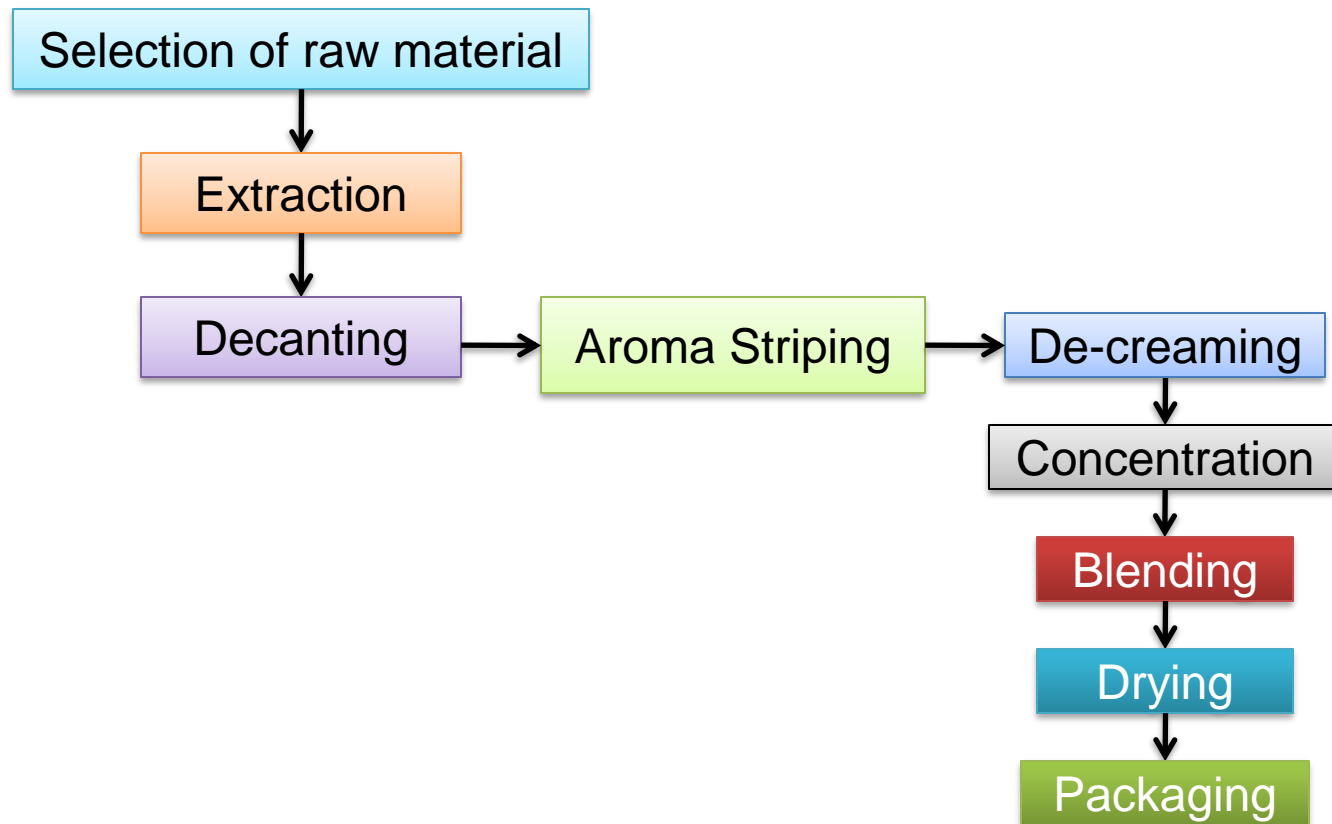 Selection of raw material
Extraction
Decanting
Aroma Striping
De-creaming
Concentration
Blending
Drying
Packaging